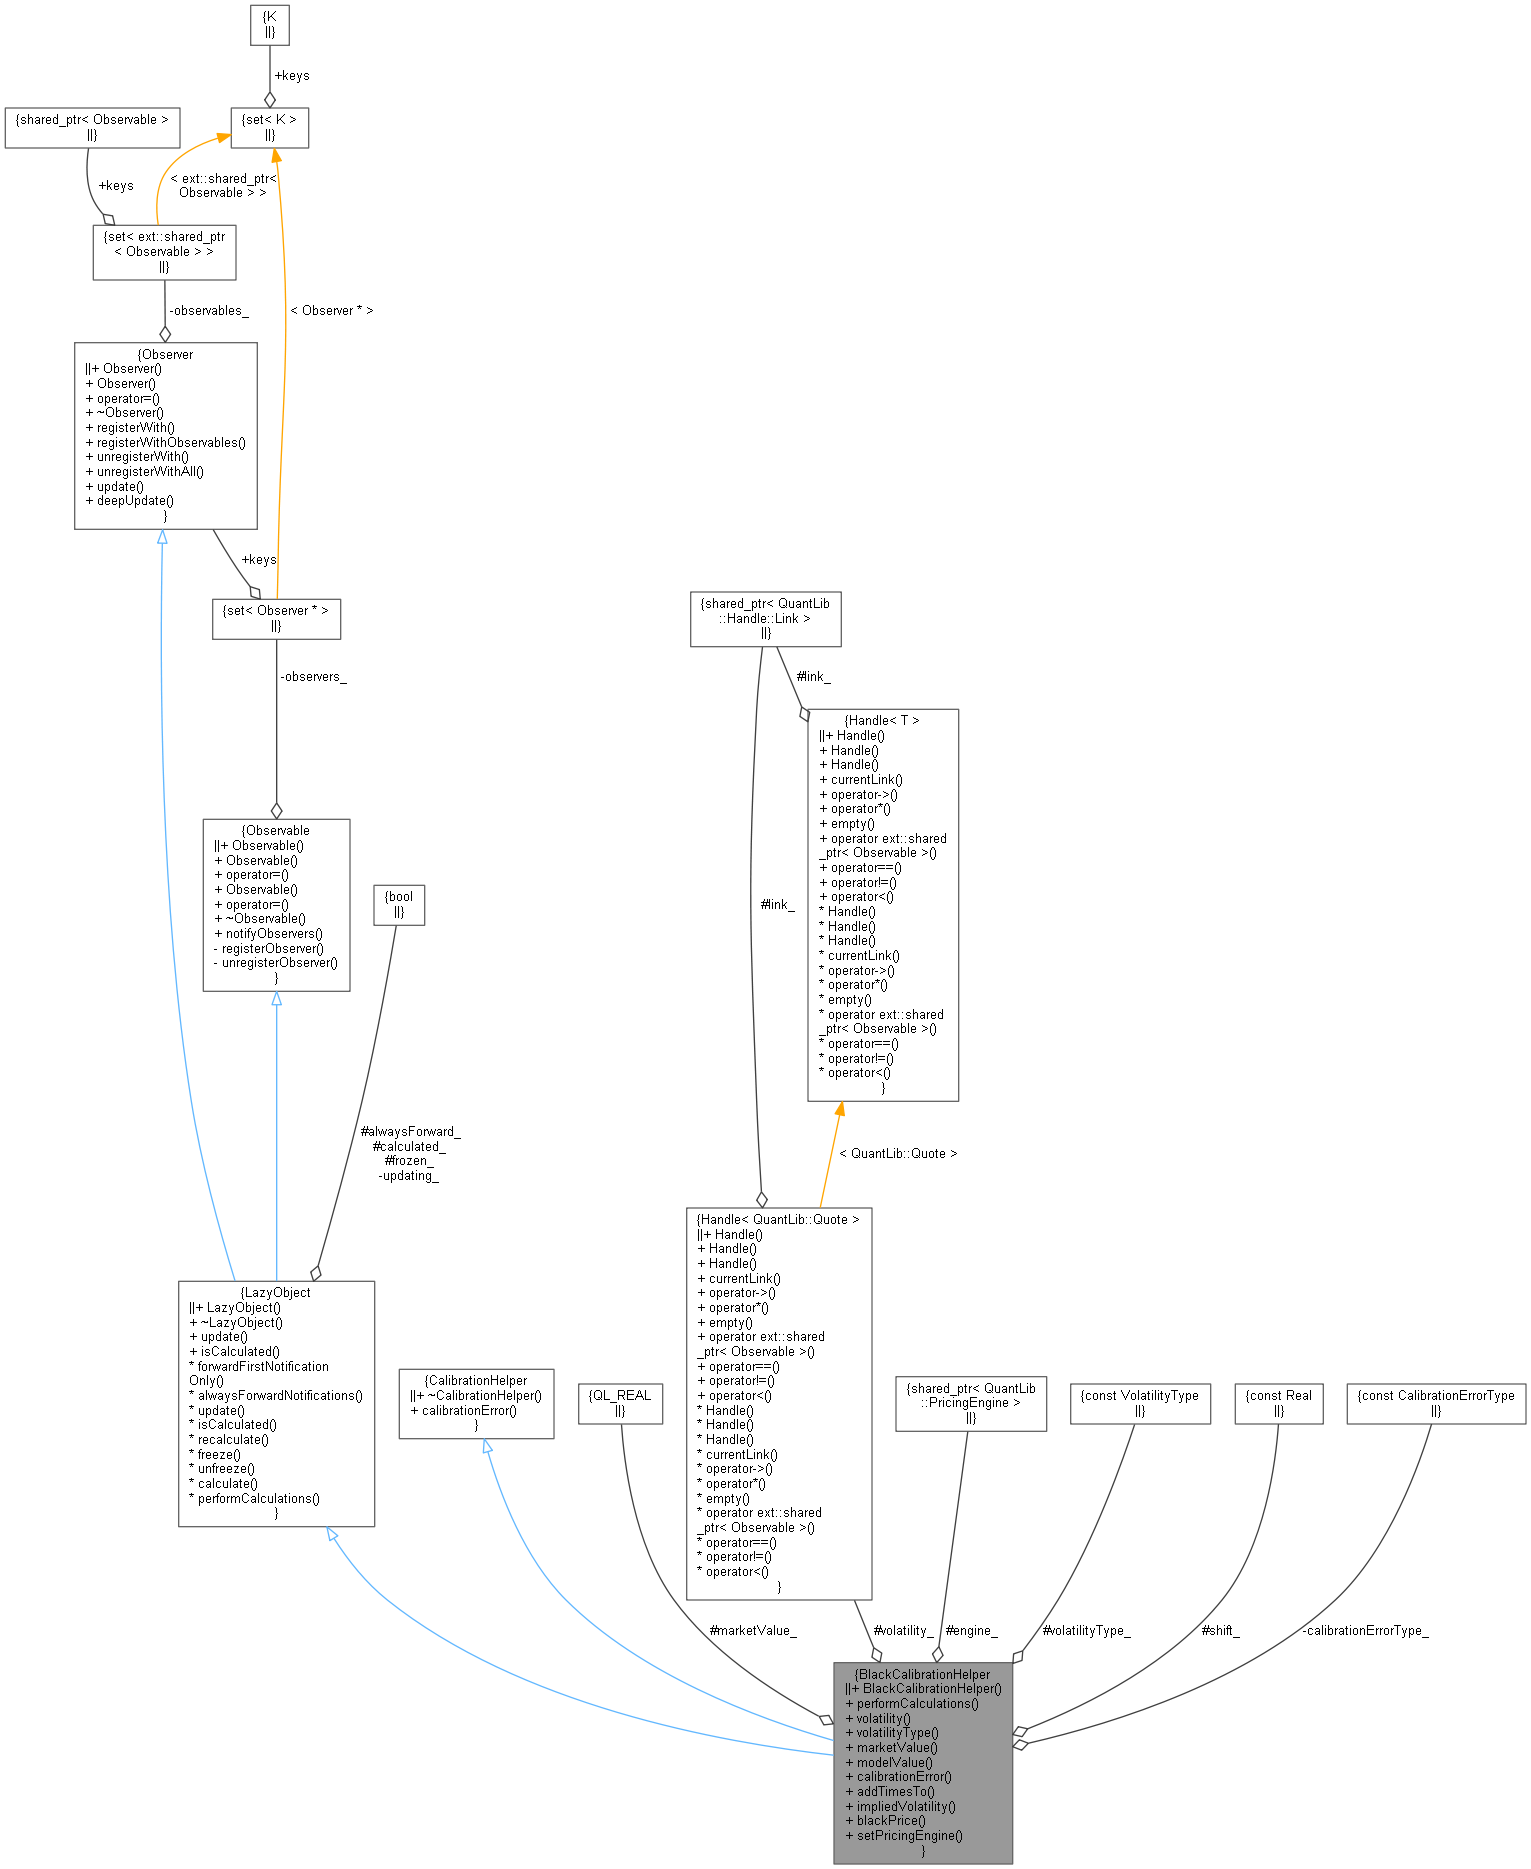 {K
||}
+keys
{shared_ptr< Observable >
||}
{set< K >
||}
+keys
< ext::shared_ptr<
Observable > >
{set< ext::shared_ptr
< Observable > >
||}
-observables_
< Observer * >
{Observer
||+ Observer()
+ Observer()
+ operator=()
+ ~Observer()
+ registerWith()
+ registerWithObservables()
+ unregisterWith()
+ unregisterWithAll()
+ update()
+ deepUpdate()
}
+keys
{set< Observer * >
||}
-observers_
{Observable
||+ Observable()
+ Observable()
+ operator=()
+ Observable()
+ operator=()
+ ~Observable()
+ notifyObservers()
- registerObserver()
- unregisterObserver()
}
{bool
||}
#alwaysForward_
#calculated_
#frozen_
-updating_
{LazyObject
||+ LazyObject()
+ ~LazyObject()
+ update()
+ isCalculated()
* forwardFirstNotification
Only()
* alwaysForwardNotifications()
* update()
* isCalculated()
* recalculate()
* freeze()
* unfreeze()
* calculate()
* performCalculations()
}
{shared_ptr< QuantLib
::Handle::Link >
||}
#link_
#link_
{Handle< T >
||+ Handle()
+ Handle()
+ Handle()
+ currentLink()
+ operator->()
+ operator*()
+ empty()
+ operator ext::shared
_ptr< Observable >()
+ operator==()
+ operator!=()
+ operator<()
* Handle()
* Handle()
* Handle()
* currentLink()
* operator->()
* operator*()
* empty()
* operator ext::shared
_ptr< Observable >()
* operator==()
* operator!=()
* operator<()
}
< QuantLib::Quote >
{Handle< QuantLib::Quote >
||+ Handle()
+ Handle()
+ Handle()
+ currentLink()
+ operator->()
+ operator*()
+ empty()
+ operator ext::shared
_ptr< Observable >()
+ operator==()
+ operator!=()
+ operator<()
* Handle()
* Handle()
* Handle()
* currentLink()
* operator->()
* operator*()
* empty()
* operator ext::shared
_ptr< Observable >()
* operator==()
* operator!=()
* operator<()
}
{CalibrationHelper
||+ ~CalibrationHelper()
+ calibrationError()
}
{QL_REAL
||}
{shared_ptr< QuantLib
::PricingEngine >
||}
{const VolatilityType
||}
{const Real
||}
{const CalibrationErrorType
||}
#marketValue_
#volatility_
#engine_
#volatilityType_
#shift_
-calibrationErrorType_
{BlackCalibrationHelper
||+ BlackCalibrationHelper()
+ performCalculations()
+ volatility()
+ volatilityType()
+ marketValue()
+ modelValue()
+ calibrationError()
+ addTimesTo()
+ impliedVolatility()
+ blackPrice()
+ setPricingEngine()
}